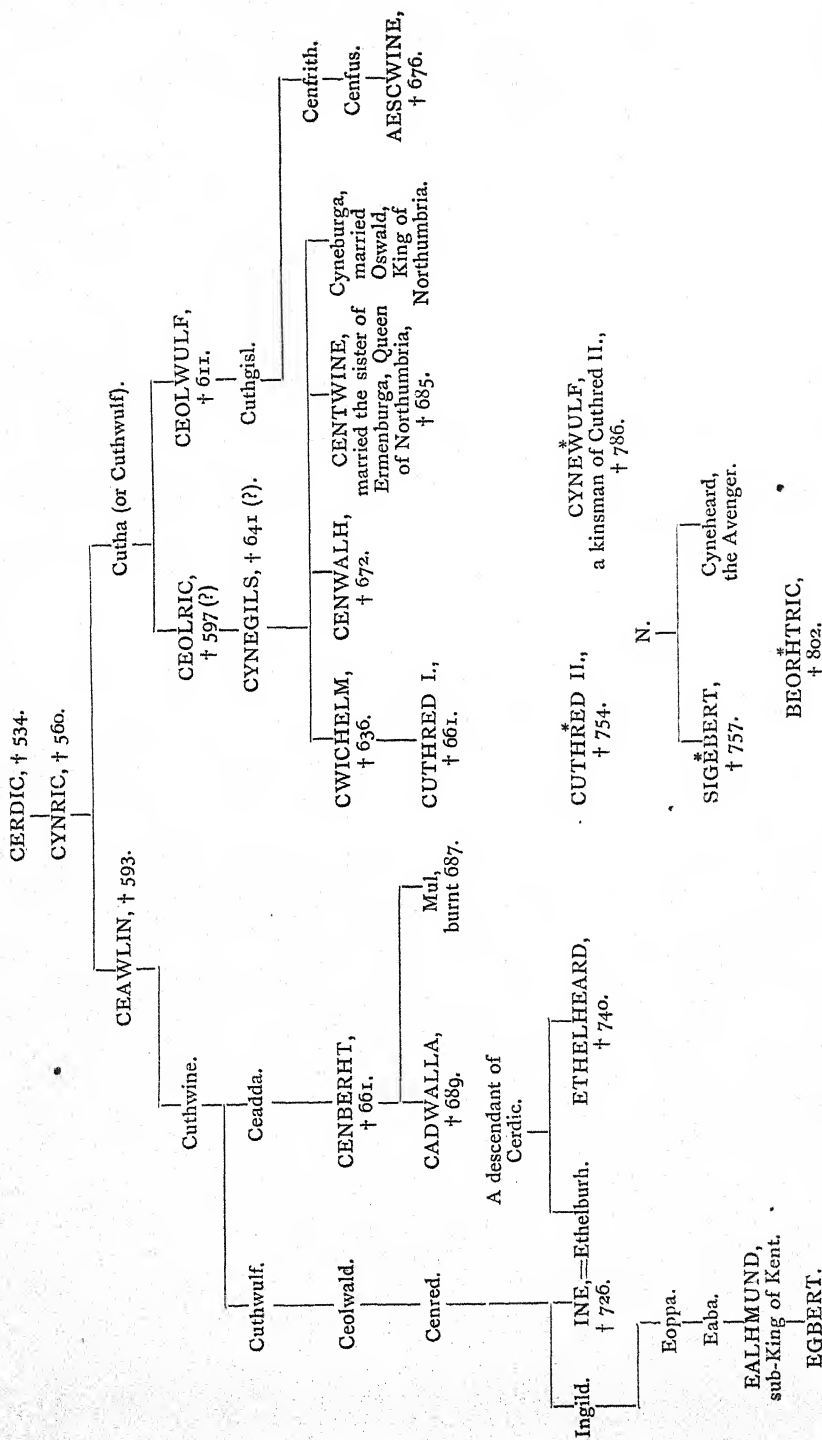 CERDIC, † 534.
CYNRIC, † 560.
CEAWLIN, † 593.
Cutha (or Cuthwulf).
Cuthwine.
CEOLRIC,
† 597 (?)
CEOLWULF,
† 611.
Cuthwulf.
Ceadda.
CYNEGILS, † 641 (?).
Cuthgisl.
Ceolwald.
CENBERHT,
† 661.
CWICHELM,
† 636.
CENWALH,
† 672.
CENTWINE,
married the sister of
Ermenburga, Queen
of Northumbria,
† 685.
Cyneburga,
married
Oswald,
King of
Northumbria.
Cenfrith.
Cenfus.
AESCWINE,
† 676.
Cenred.
CADWALLA,
† 689.
Mul,
burnt 687.
CUTHRED I.,
† 661.
A descendant of
Cerdic.
Ingild.
INE,=Ethelburh.
† 726.
ETHELHEARD,
† 740.
CUTHRED* II.,
† 754.
CYNEWULF,*
a kinsman of Cuthred II.,
† 786.
Eoppa.
Eaba.
EALHMUND,
sub-King of Kent.
EGBERT.
N.
SIGEBERT,*
† 757.
Cyneheard,
the Avenger.
BEORHTRIC,*
† 802.